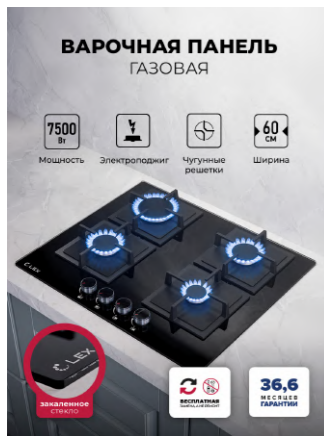 ВАРОЧНАЯ ПАНЕЛЬ
ГАЗОВАЯ
7500
Вт
60
СМ
Мощность
Электроподжиг
Чугунные
решетки
Ширина
LEX
LEX
закаленное
стекло
БЕСПЛАТНАЯ
36,6
МЕСЯЦЕВ
ГАРАНТИИ